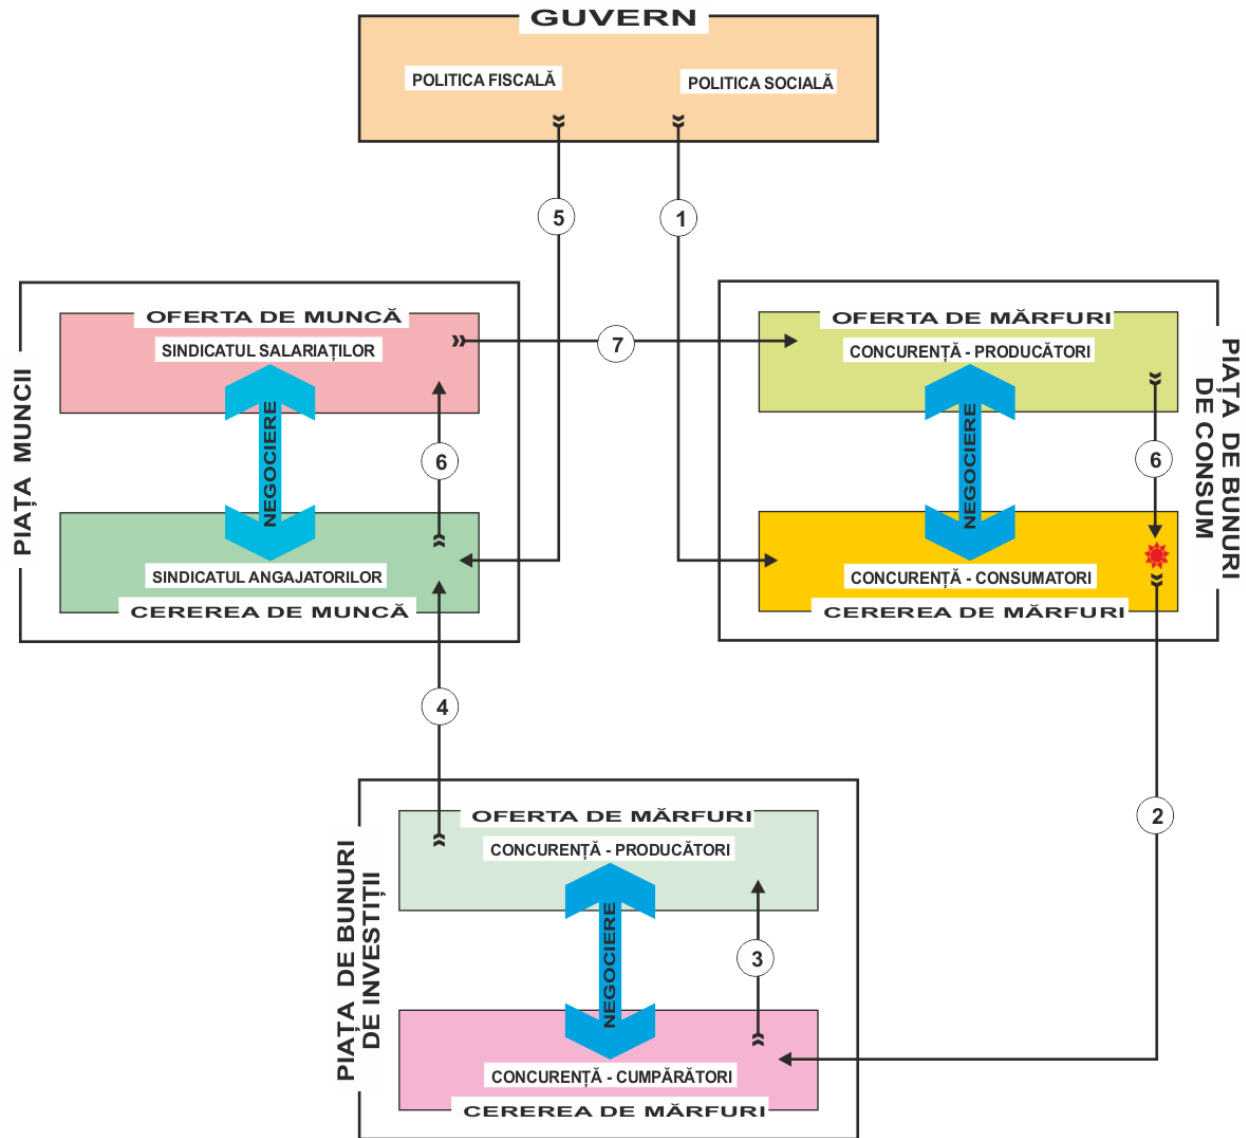 GUVERN
POLITICA FISCALĂ
POLITICA SOCIALĂ
5
1
PIAȚA MUNCII
OFERTA DE MUNCĂ
SINDICATUL SALARIAȚILOR
NEGOCIERE
6
SINDICATUL ANGAJATORILOR
CEREREA DE MUNCĂ
7
OFERTA DE MĂRFURI
CONCURENȚĂ - PRODUCĂTORI
NEGOCIERE
6
CONCURENȚĂ - CONSUMATORI
CEREREA DE MĂRFURI
PIAȚA DE BUNURI
DE CONSUM
4
2
PIAȚA DE BUNURI
DE INVESTIȚII
OFERTA DE MĂRFURI
CONCURENȚĂ - PRODUCĂTORI
NEGOCIERE
3
CONCURENȚĂ - CUMPĂRĂTORI
CEREREA DE MĂRFURI